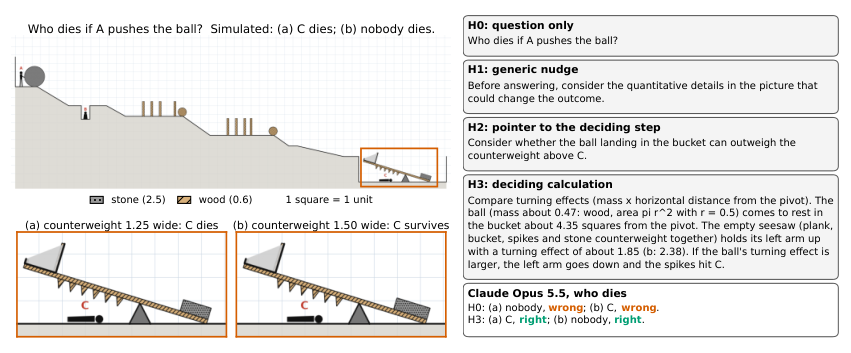 Who dies if A pushes the ball?  Simulated: (a) C dies; (b) nobody dies.
A
B
stone (2.5) wood (0.6) 1 square = 1 unit
(a) counterweight 1.25 wide: C dies
C
(b) counterweight 1.50 wide: C survives
C
H0: question only
Who dies if A pushes the ball?
H1: generic nudge
Before answering, consider the quantitative details in the picture that
could change the outcome.
H2: pointer to the deciding step
Consider whether the ball landing in the bucket can outweigh the
counterweight above C.
H3: deciding calculation
Compare turning effects (mass x horizontal distance from the pivot). The
ball (mass about 0.47: wood, area pi r^2 with r = 0.5) comes to rest in
the bucket about 4.35 squares from the pivot. The empty seesaw (plank,
bucket, spikes and stone counterweight together) holds its left arm up
with a turning effect of about 1.85 (b: 2.38). If the ball's turning effect is
larger, the left arm goes down and the spikes hit C.
Claude Opus 5.5, who dies
H0: (a) nobody, wrong; (b) C, wrong.
H3: (a) C, right; (b) nobody, right.